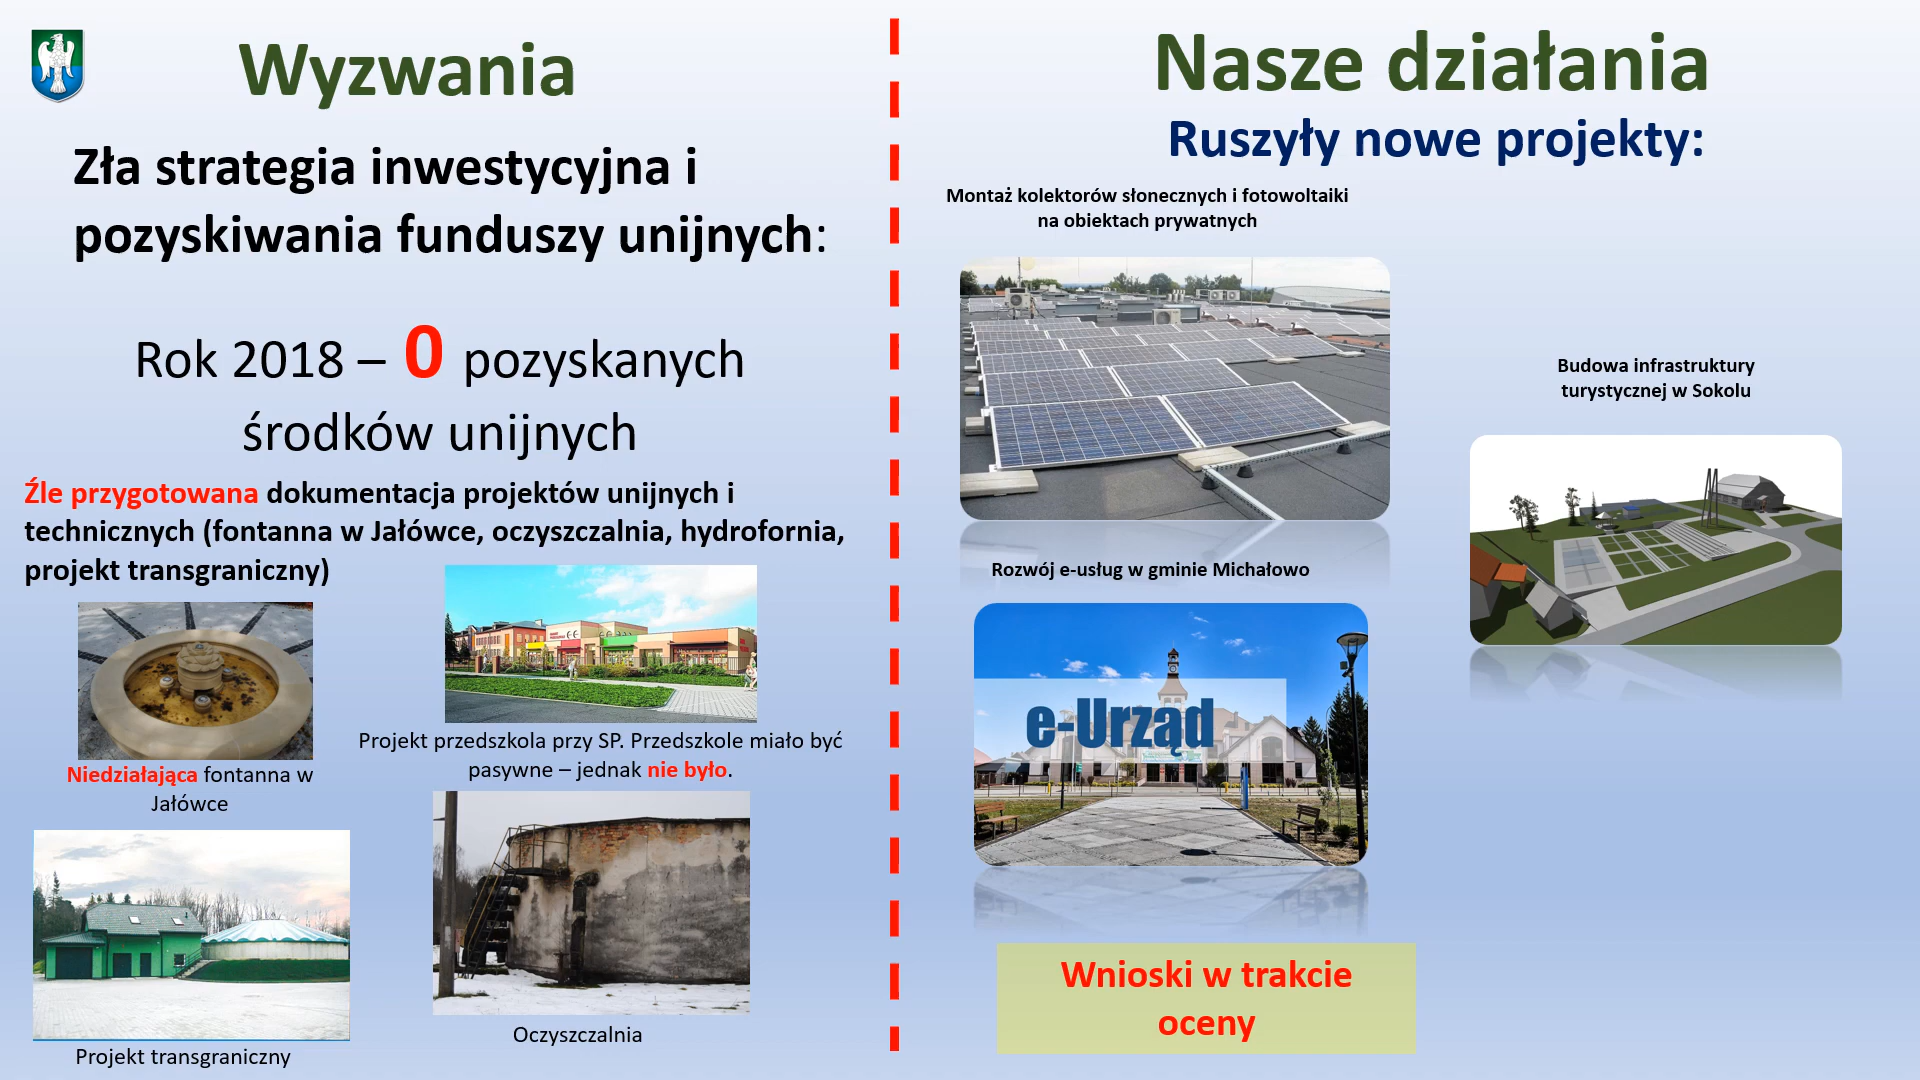 Wyzwania
Zła strategia inwestycyjna i
pozyskiwania funduszy unijnych:
Rok 2018 – 0 pozyskanych
środków unijnych
Źle przygotowana dokumentacja projektów unijnych i
technicznych (fontanna w Jałówce, oczyszczalnia, hydrofornia,
projekt transgraniczny)
Niedziałająca fontanna w
Jałówce
Projekt przedszkola przy SP. Przedszkole miało być
pasywne – jednak nie było.
Projekt transgraniczny
Oczyszczalnia
Nasze działania
Ruszyły nowe projekty:
Montaż kolektorów słonecznych i fotowoltaiki
na obiektach prywatnych
Rozwój e-usług w gminie Michałowo
e-Urząd
Budowa infrastruktury
turystycznej w Sokolu
Wnioski w trakcie
oceny